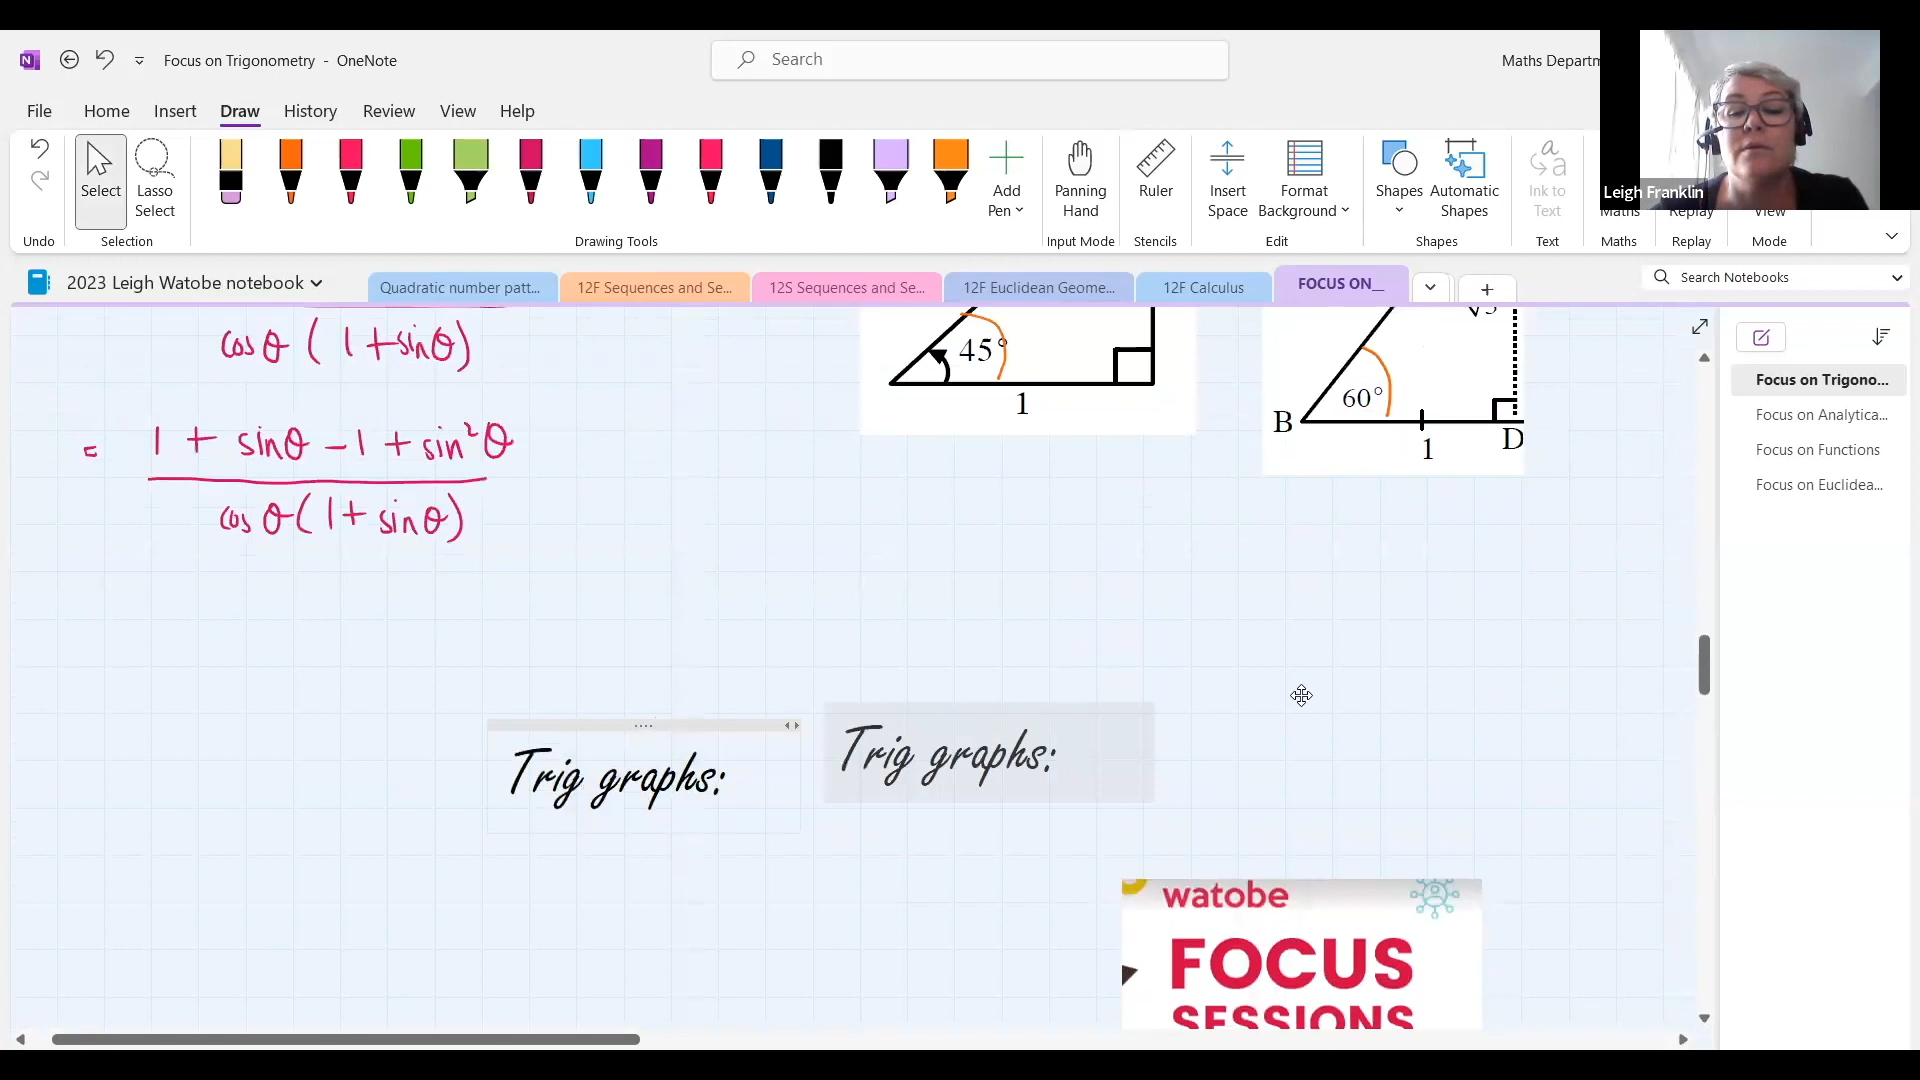 Focus on Trigonometry - OneNote
Search
Maths Departm
File
Home
Insert
Draw
History
Review
View
Help
Select
Lasso
Select
Add
Pen
Panning
Hand
Ruler
Insert
Space
Format
Background
Shapes
Automatic
Shapes
Ink to
Text
Maths
Replay
View
Leigh Franklin
Undo
Selection
Drawing Tools
Input Mode
Stencils
Edit
Shapes
Text
Maths
Replay
Mode
2023 Leigh Watobe notebook
Quadratic number patt...
12F Sequences and Se...
12S Sequences and Se...
12F Euclidean Geome...
12F Calculus
FOCUS ON_
Search Notebooks
cos θ ( 1 + sin θ)
= 1 + sin θ - 1 + sin² θ
cos θ ( 1 + sin θ)
45°
1
√3
60°
B
1
D
Focus on Trigono...
Focus on Analytica...
Focus on Functions
Focus on Euclidea...
Trig graphs:
Trig graphs:
watobe
FOCUS
SESSIONS